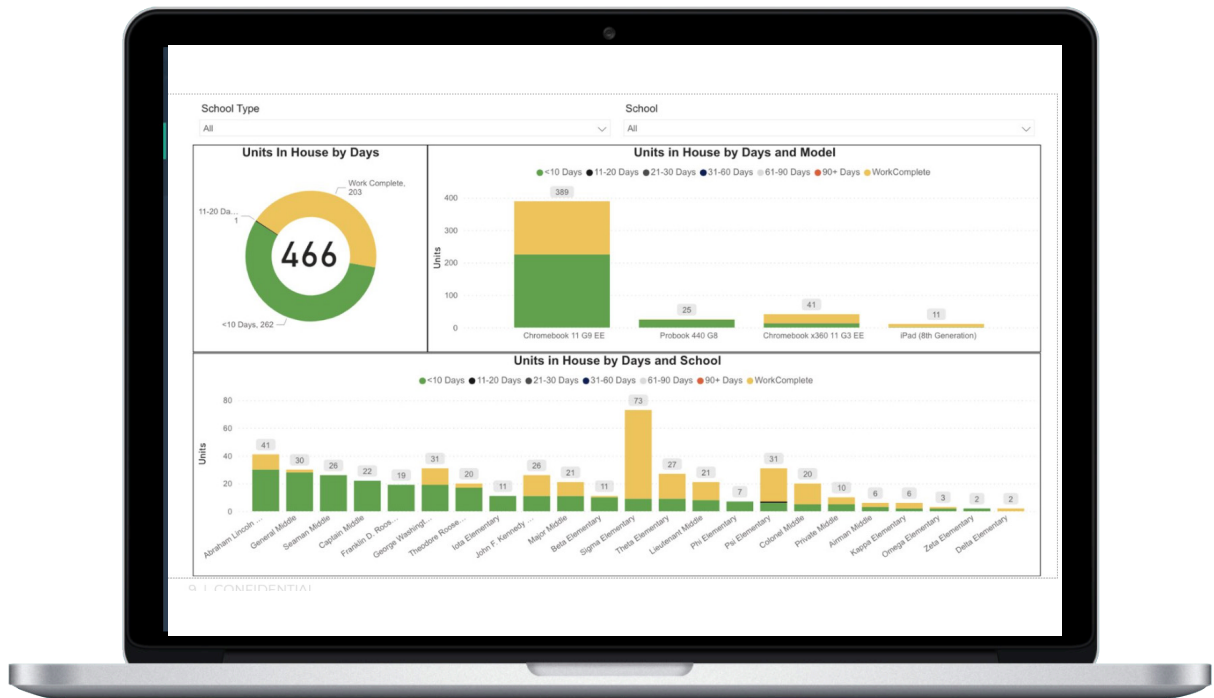 School Type
School
All
All
Units In House by Days
Work Complete,
203
11-20 Da...
1
466
<10 Days, 262
Units in House by Days and Model
<10 Days 11-20 Days 21-30 Days 31-60 Days 61-90 Days 90+ Days WorkComplete
Units
400
300
200
100
0
389
25
41
11
Chromebook 11 G9 EE
Probook 440 G8
Chromebook x360 11 G3 EE
iPad (8th Generation)
Units in House by Days and School
<10 Days 11-20 Days 21-30 Days 31-60 Days 61-90 Days 90+ Days WorkComplete
Units
80
60
40
20
0
41
30
26
22
19
31
20
11
26
21
11
73
27
21
7
31
20
10
6
6
3
2
2
Abraham Lincoln ...
General Middle
Seaman Middle
Captain Middle
Franklin D. Roos...
George Washingt...
Theodore Roose...
Iota Elementary
John F. Kennedy ...
Major Middle
Beta Elementary
Sigma Elementary
Theta Elementary
Lieutenant Middle
Phi Elementary
Psi Elementary
Colonel Middle
Private Middle
Airman Middle
Kappa Elementary
Omega Elementary
Zeta Elementary
Delta Elementary
9 | CONFIDENTIAL